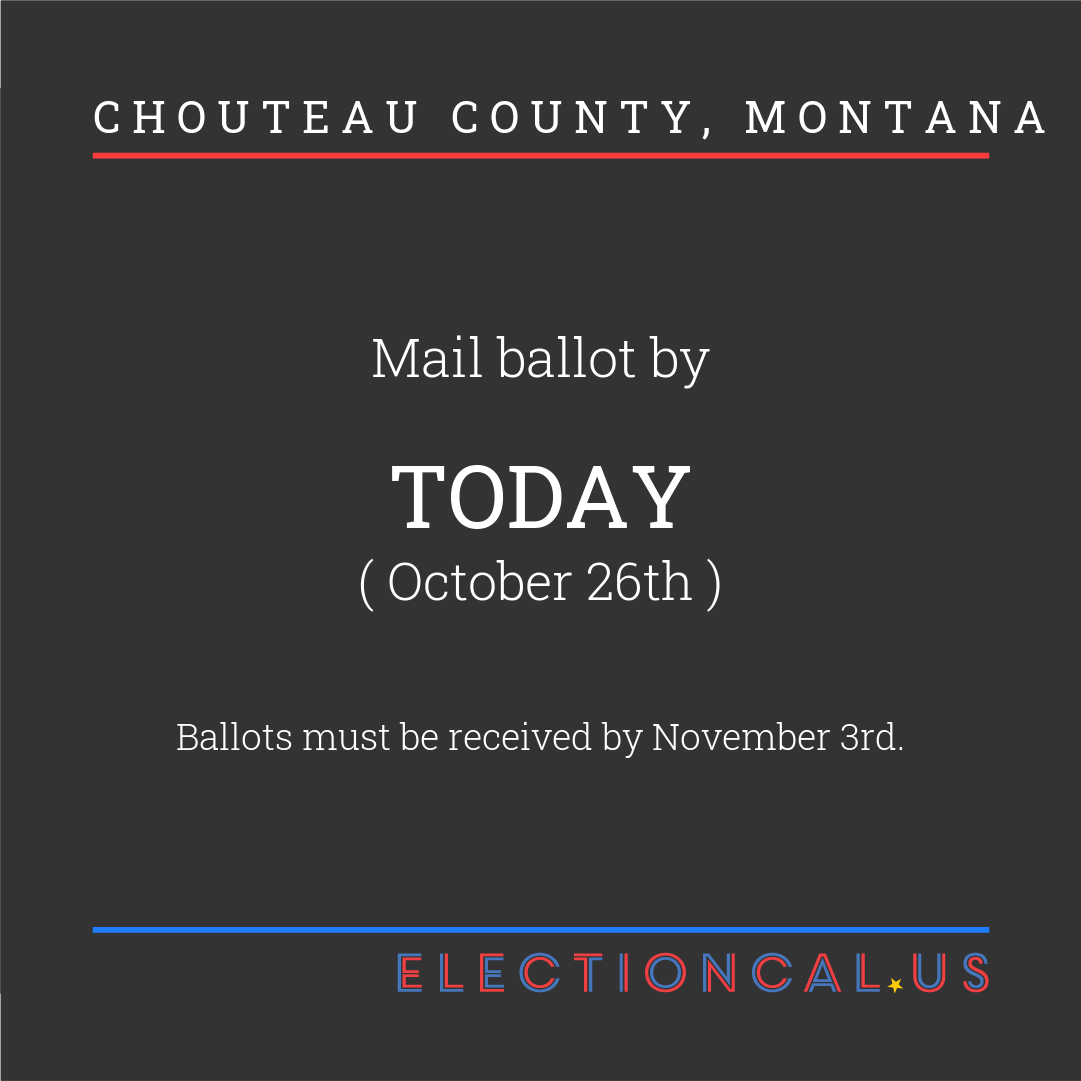 CHOUTEAU COUNTY, MONTANA
Mail ballot by
TODAY
( October 26th )
Ballots must be received by November 3rd.
ELECTIONCAL.US